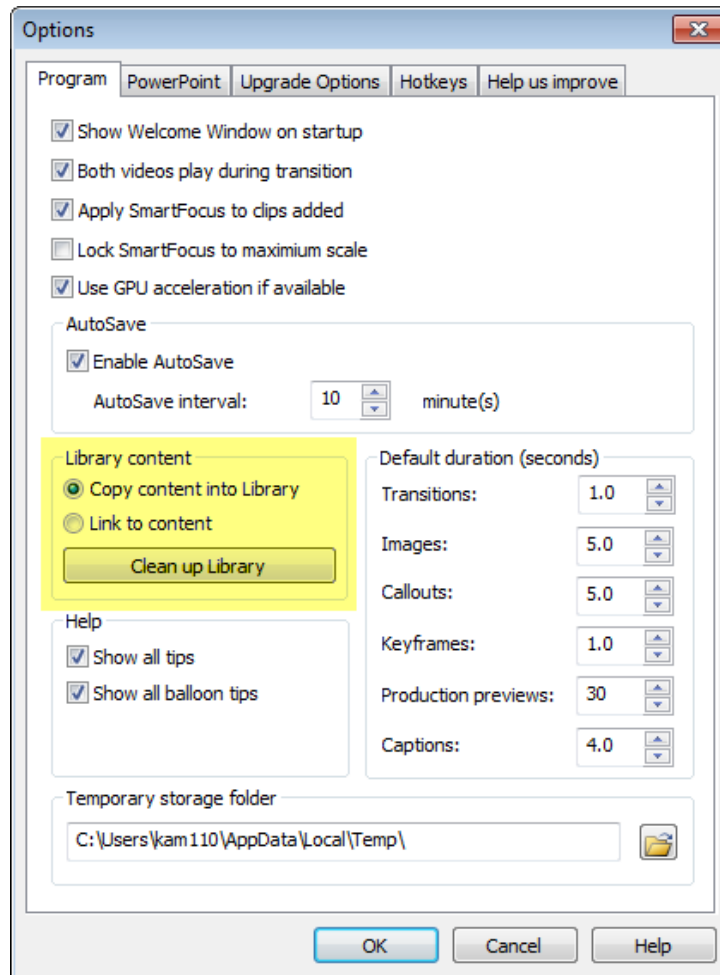 Options
Program PowerPoint Upgrade Options Hotkeys Help us improve
Show Welcome Window on startup
Both videos play during transition
Apply SmartFocus to clips added
Lock SmartFocus to maximium scale
Use GPU acceleration if available
AutoSave
Enable AutoSave
AutoSave interval: 10 minute(s)
Library content
Copy content into Library
Link to content
Clean up Library
Default duration (seconds)
Transitions: 1.0
Images: 5.0
Callouts: 5.0
Keyframes: 1.0
Production previews: 30
Captions: 4.0
Help
Show all tips
Show all balloon tips
Temporary storage folder
C:\Users\kam110\AppData\Local\Temp\
OK Cancel Help